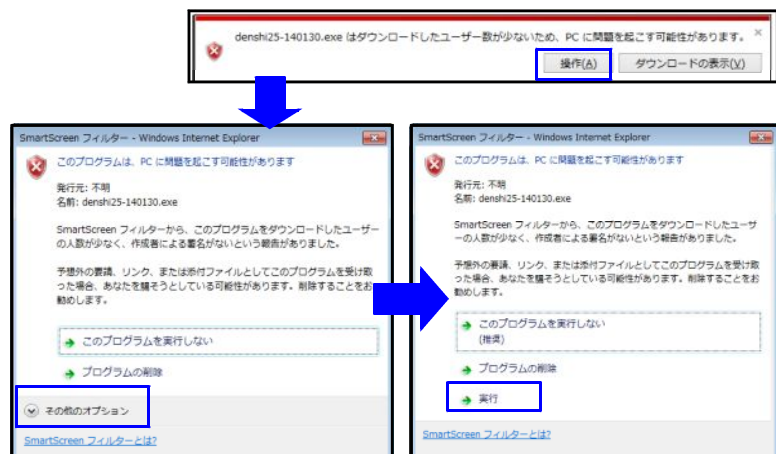 denshi25-140130.exe はダウンロードしたユーザー数が少ないため、PC に問題を起こす可能性があります。 ×
操作(A) ダウンロードの表示(V)
SmartScreen フィルター - Windows Internet Explorer
このプログラムは、PC に問題を起こす可能性があります
発行元: 不明
名前: denshi25-140130.exe
SmartScreen フィルターから、このプログラムをダウンロードしたユーザー
の人数が少なく、作成者による署名がないという報告がありました。
予想外の要請、リンク、または添付ファイルとしてこのプログラムを受け取
った場合、あなたを騙そうとしている可能性があります。削除することをお
勧めします。
このプログラムを実行しない
プログラムの削除
その他のオプション
SmartScreen フィルターとは?
SmartScreen フィルター - Windows Internet Explorer
このプログラムは、PC に問題を起こす可能性があります
発行元: 不明
名前: denshi25-140130.exe
SmartScreen フィルターから、このプログラムをダウンロードしたユーザ
ーの人数が少なく、作成者による署名がないという報告がありました。
予想外の要請、リンク、または添付ファイルとしてこのプログラムを受け取
った場合、あなたを騙そうとしている可能性があります。削除することをお
勧めします。
このプログラムを実行しない
(推奨)
プログラムの削除
実行
SmartScreen フィルターとは?